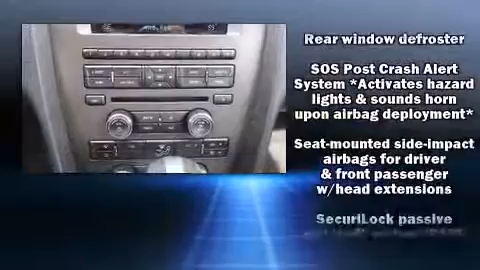 Rear window defroster
SOS Post Crash Alert
System *Activates hazard
lights & sounds horn
upon airbag deployment*
Seat-mounted side-impact
airbags for driver
& front passenger
w/head extensions
SecuriLock passive